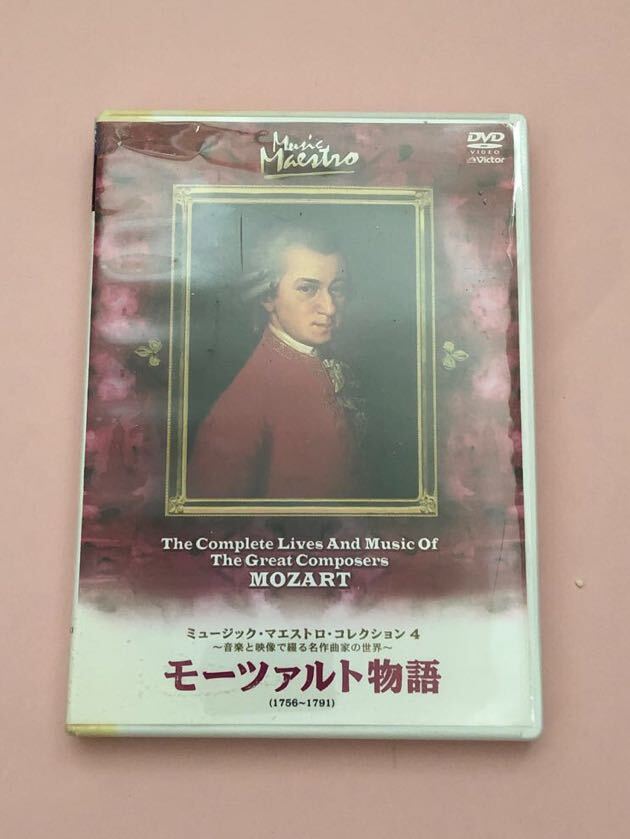 Music
Maestro
DVD
VIDEO
Victor
The Complete Lives And Music Of
The Great Composers
MOZART
ミュージック・マエストロ・コレクション 4
～音楽と映像で綴る名作曲家の世界～
モーツァルト物語
(1756~1791)